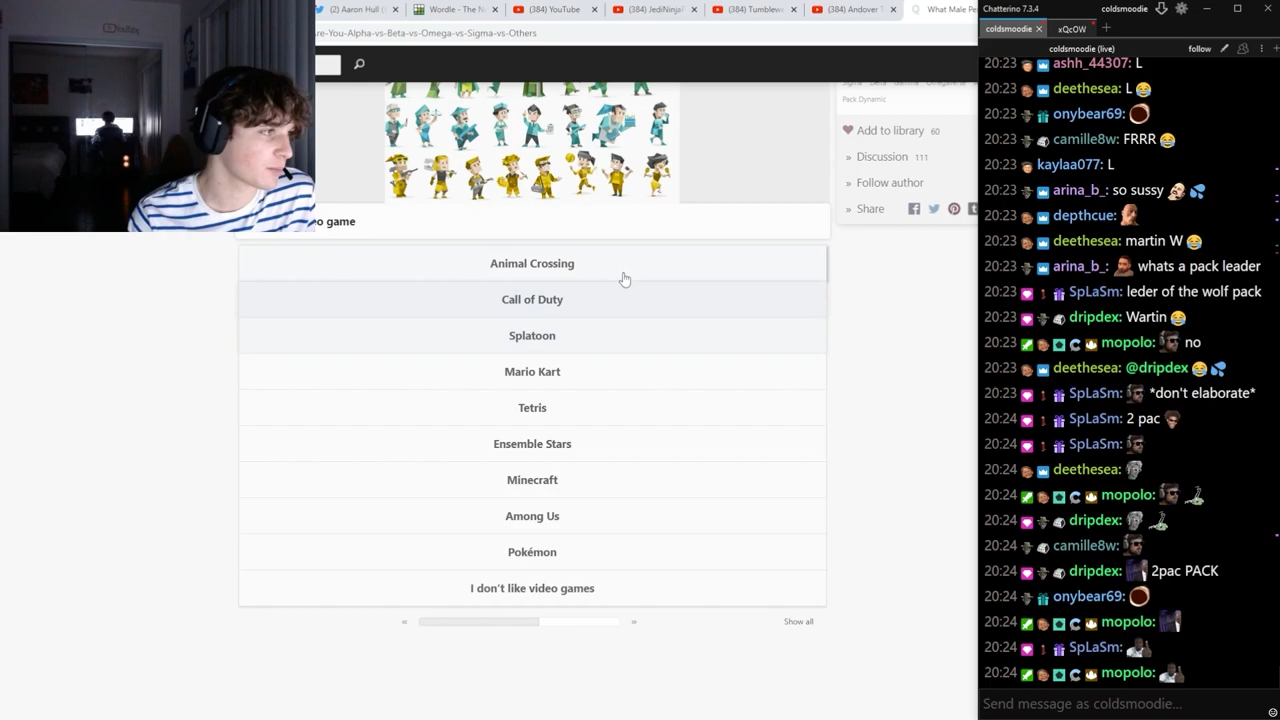 (2) Aaron Hull (
Wordle - The N
(384) YouTube
(384) JediNinja
(384) Tumblew
(384) Andover T
What Male Pe
re-You-Alpha-vs-Beta-vs-Omega-vs-Sigma-vs-Others
YouTube
Pack Dynamic
Add to library 60
» Discussion 111
» Follow author
» Share
eo game
Animal Crossing
Call of Duty
Splatoon
Mario Kart
Tetris
Ensemble Stars
Minecraft
Among Us
Pokémon
I don't like video games
«
»
Show all
Chatterino 7.3.4
coldsmoodie
coldsmoodie
xQcOW
coldsmoodie (live)
follow
20:23 ashh_44307: L
20:23 deethesea: L
20:23 onybear69:
20:23 camille8w: FRRR
20:23 kaylaa077: L
20:23 arina_b_: so sussy
20:23 depthcue:
20:23 deethesea: martin W
20:23 arina_b_: whats a pack leader
20:23 SpLaSm: leder of the wolf pack
20:23 dripdex: Wartin
20:23 mopolo: no
20:23 deethesea: @dripdex
20:23 SpLaSm: *don't elaborate*
20:24 SpLaSm: 2 pac
20:24 SpLaSm:
20:24 deethesea:
20:24 mopolo:
20:24 dripdex:
20:24 camille8w:
20:24 dripdex: 2pac PACK
20:24 onybear69:
20:24 mopolo:
20:24 SpLaSm:
20:24 mopolo:
Send message as coldsmoodie...